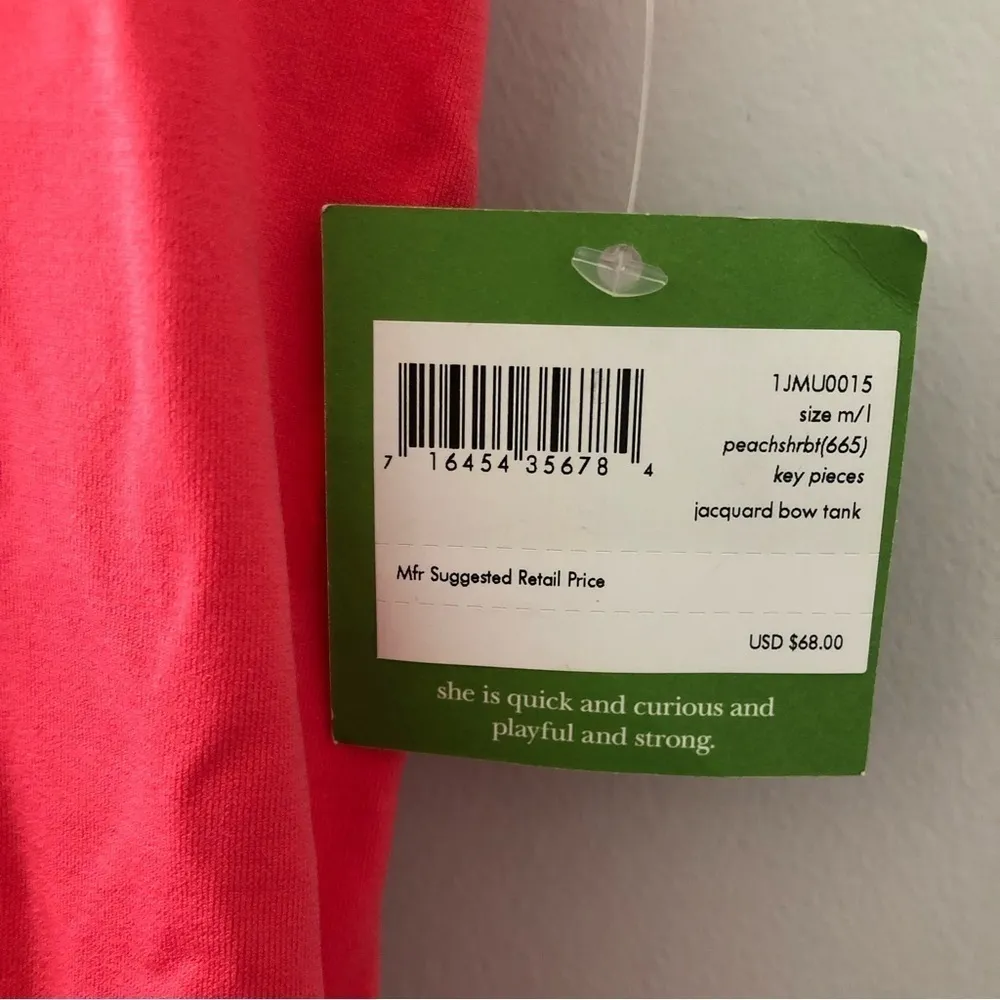 1JMU0015
size m/l
peachshrbt(665)
key pieces
jacquard bow tank
7 16454 35678 4
Mfr Suggested Retail Price
USD $68.00
she is quick and curious and
playful and strong.